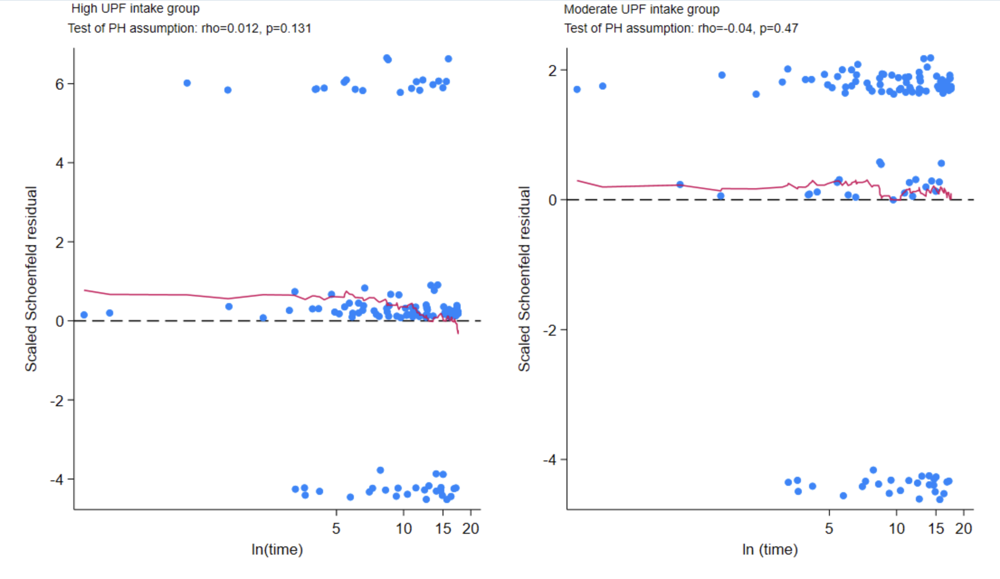 High UPF intake group
Test of PH assumption: rho=0.012, p=0.131
Scaled Schoenfeld residual
6
4
2
0
-2
-4
5 10 15 20
ln(time)
Moderate UPF intake group
Test of PH assumption: rho=-0.04, p=0.47
Scaled Schoenfeld residual
2
0
-2
-4
5 10 15 20
ln (time)